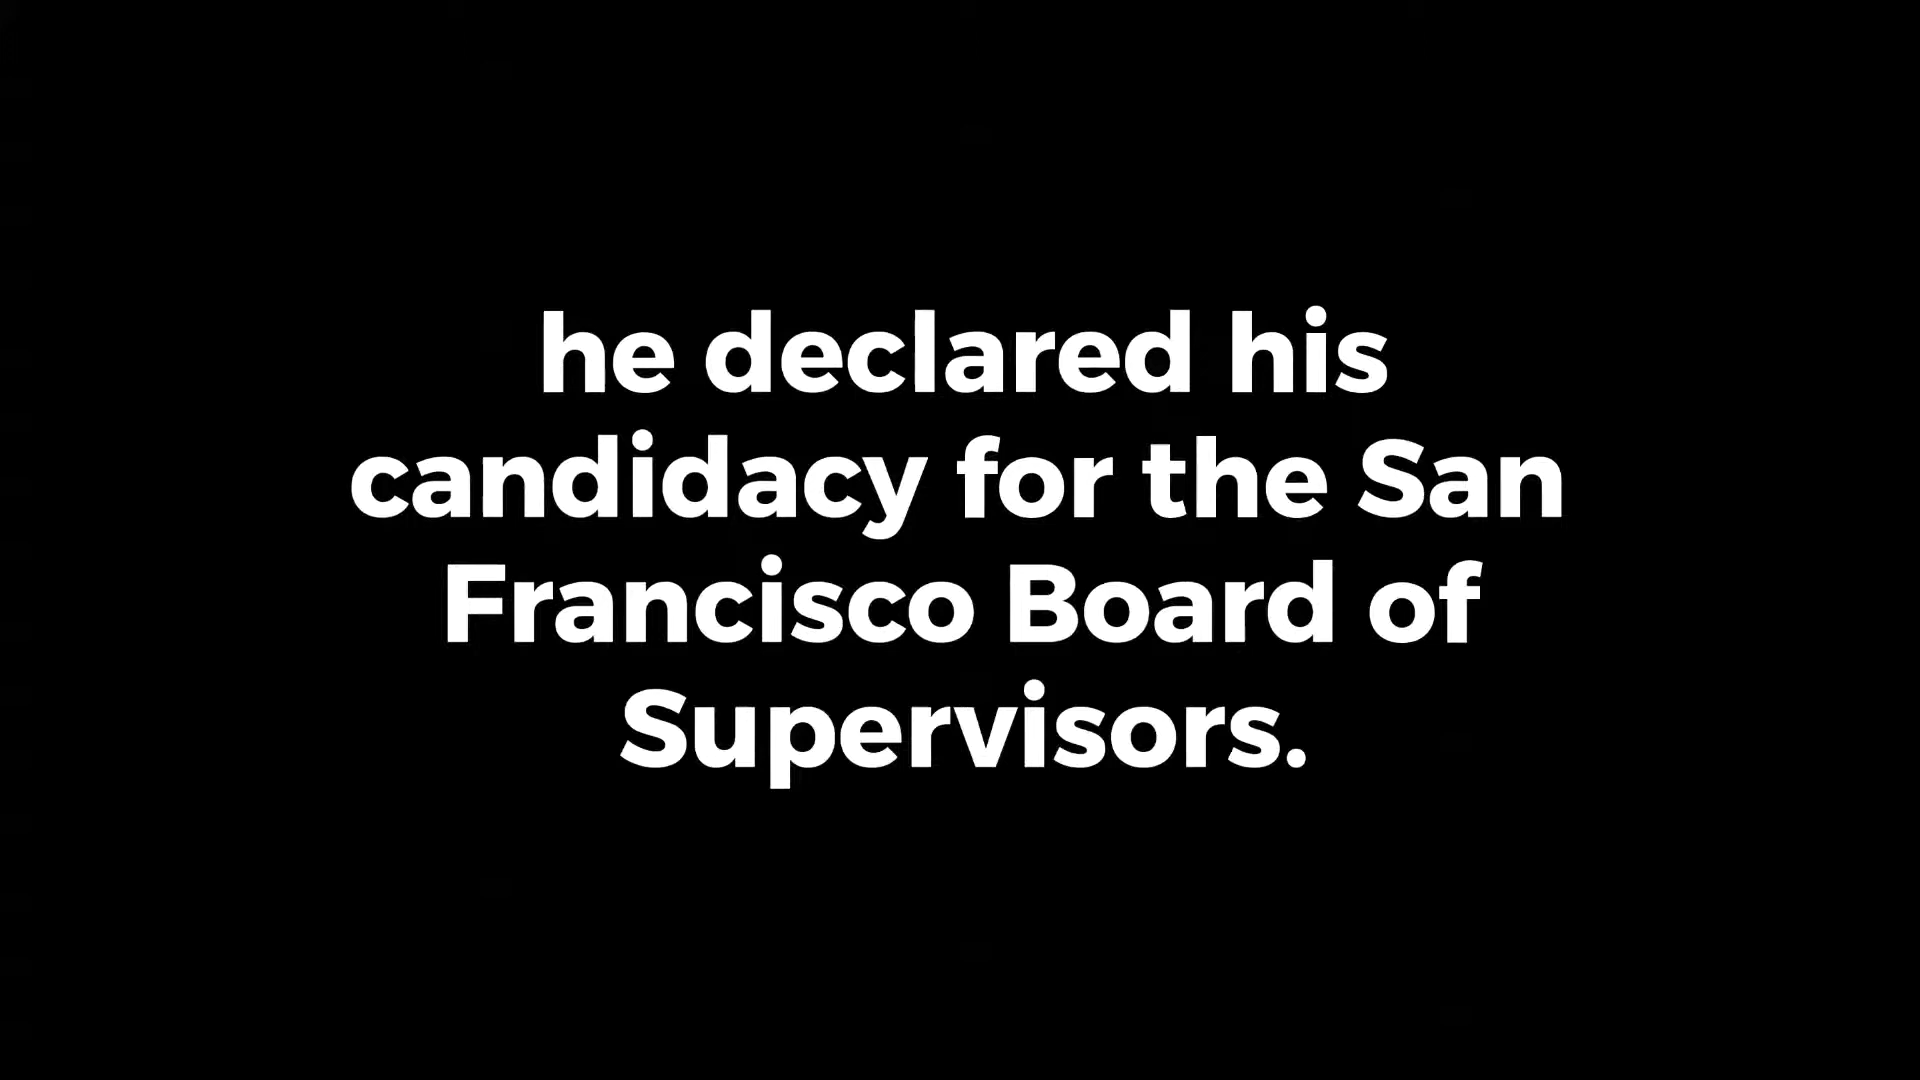 he declared his
candidacy for the San
Francisco Board of
Supervisors.